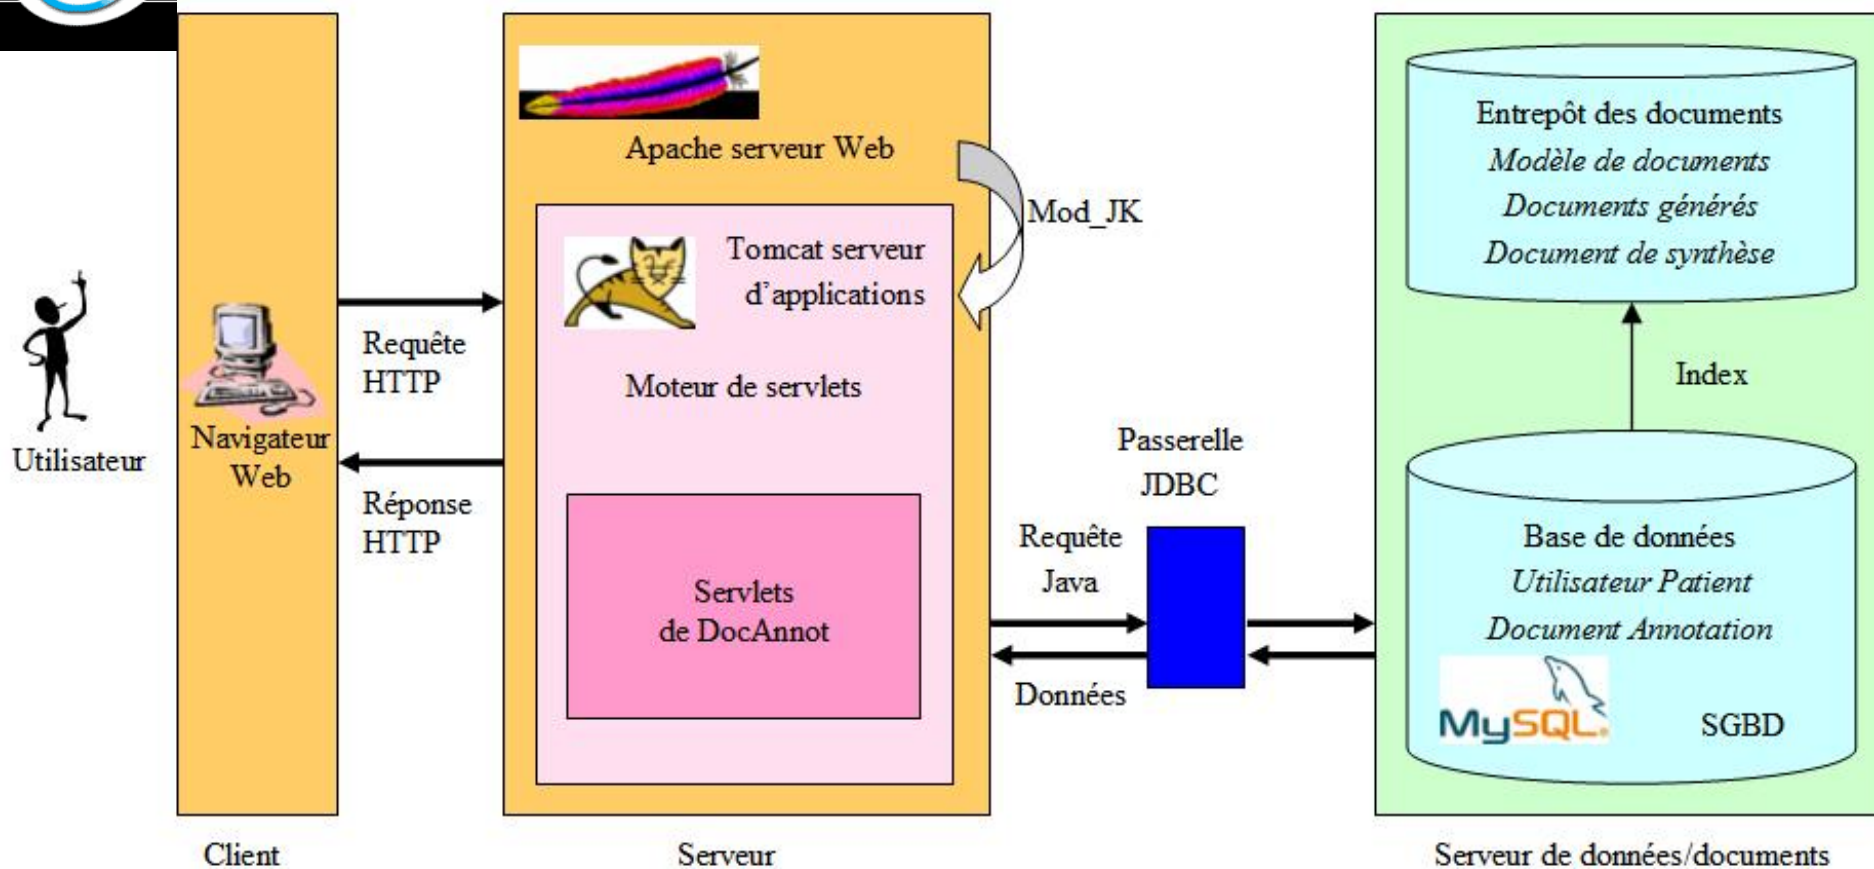 Utilisateur
Navigateur
Web
Client
Requête
HTTP
Réponse
HTTP
Apache serveur Web
Mod_JK
Tomcat serveur
d'applications
Moteur de servlets
Servlets
de DocAnnot
Serveur
Passerelle
JDBC
Requête
Java
Données
Entrepôt des documents
Modèle de documents
Documents générés
Document de synthèse
Index
Base de données
Utilisateur Patient
Document Annotation
MySQL
SGBD
Serveur de données/documents